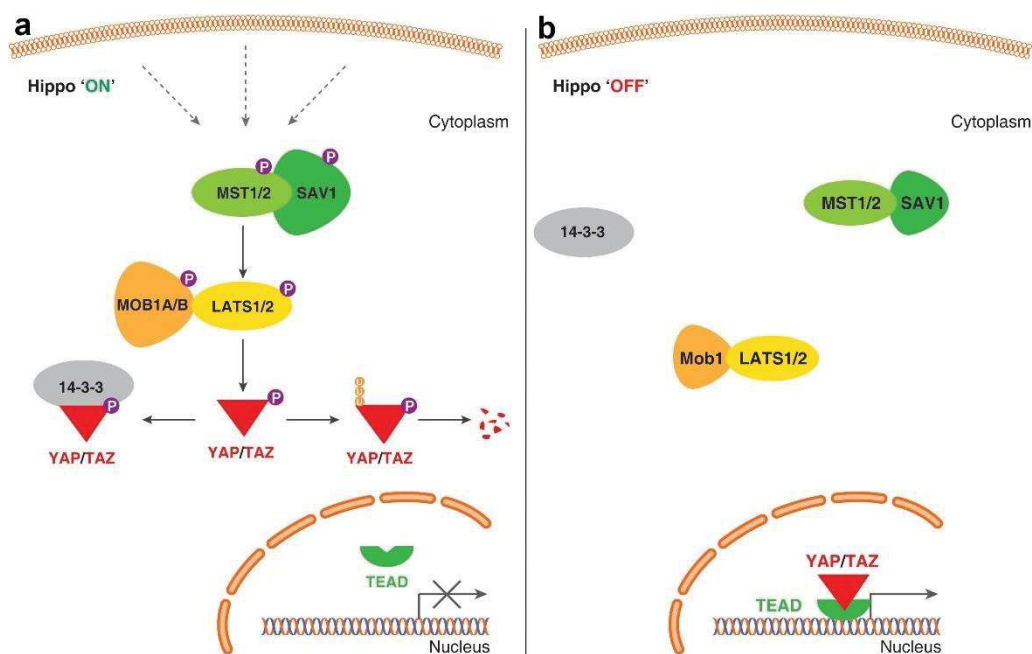 a
Hippo ‘ON’
Cytoplasm
P
P
MST1/2
SAV1
P
P
MOB1A/B
LATS1/2
14-3-3
P
YAP/TAZ
P
YAP/TAZ
U
U
U
P
YAP/TAZ
TEAD
Nucleus
b
Hippo ‘OFF’
Cytoplasm
14-3-3
MST1/2
SAV1
Mob1
LATS1/2
YAP/TAZ
TEAD
Nucleus